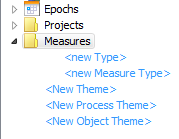 Epochs
Projects
Measures
<new Type>
<new Measure Type>
<New Theme>
<New Process Theme>
<New Object Theme>